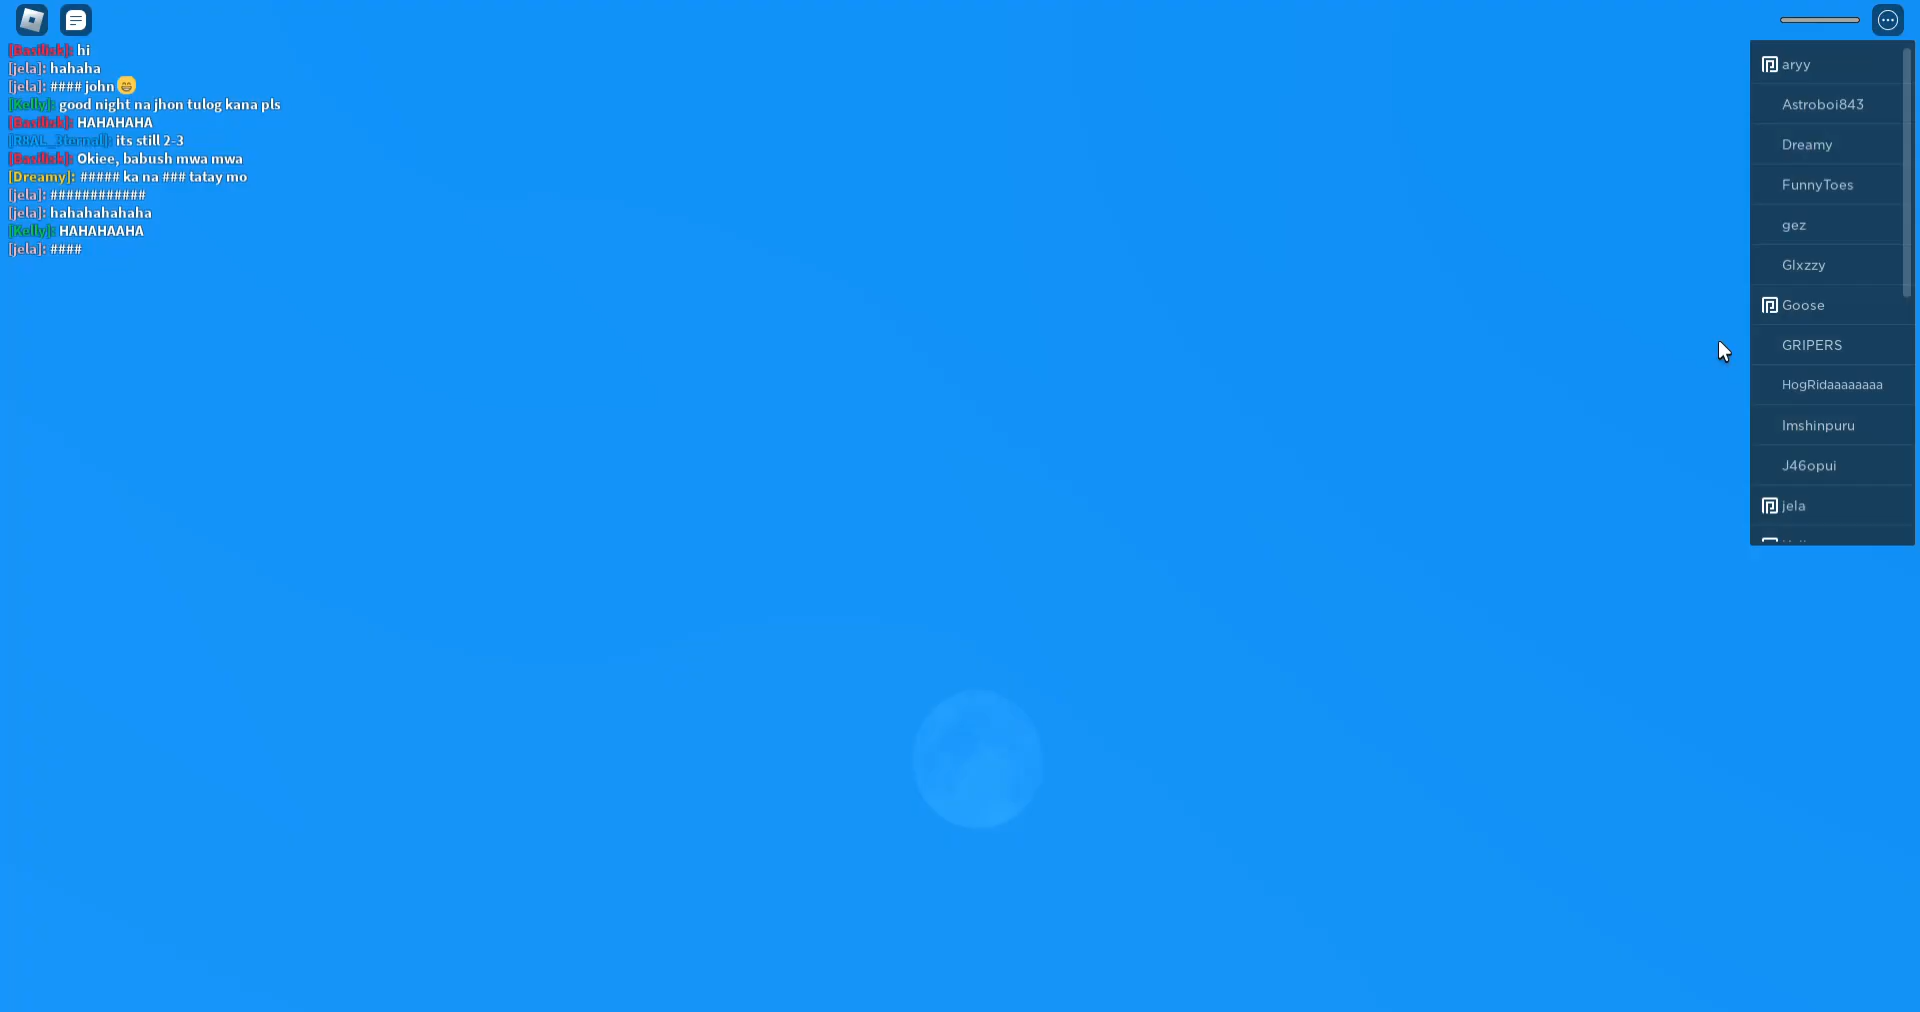 [Basilisk]: hi
[jela]: hahaha
[jela]: #### john 😄
[Kelly]: good night na jhon tulog kana pls
[Basilisk]: HAHAHAHA
[R8AL_3ternal]: its still 2-3
[Basilisk]: Okiee, babush mwa mwa
[Dreamy]: ##### ka na ### tatay mo
[jela]: ############
[jela]: hahahahahaha
[Kelly]: HAHAHAAHA
[jela]: ####
aryy
Astroboi843
Dreamy
FunnyToes
gez
Glxzzy
Goose
GRIPERS
HogRidaaaaaaaa
Imshinpuru
J46opui
jela